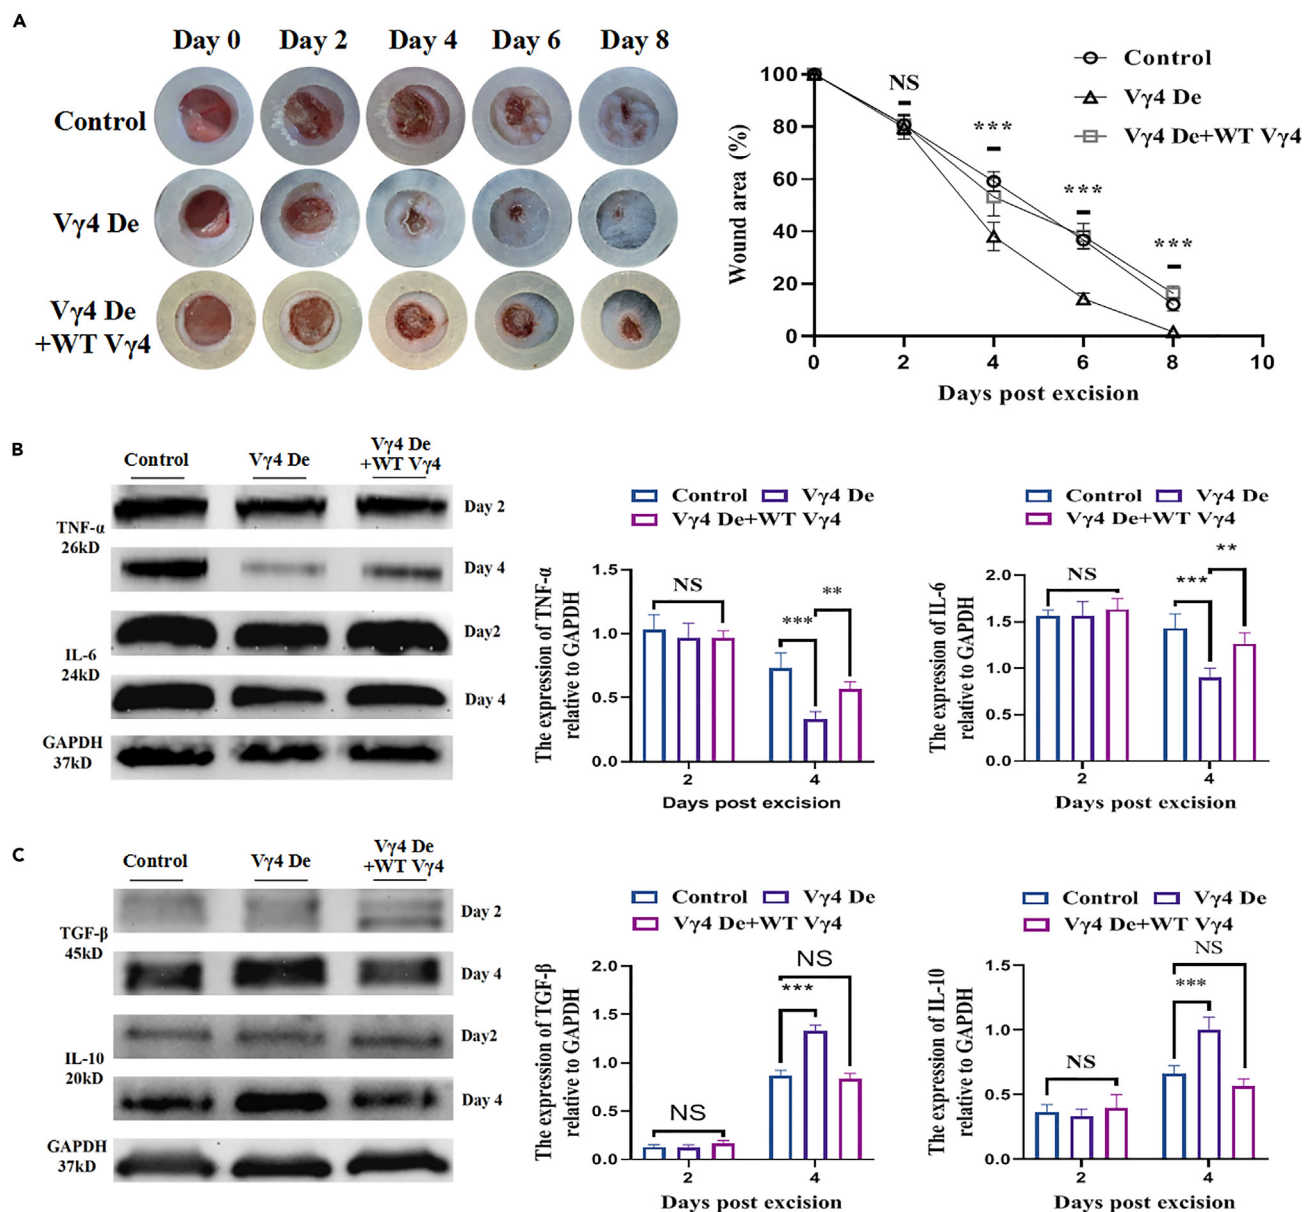 A
Day 0 Day 2 Day 4 Day 6 Day 8
Control
Vγ4 De
Vγ4 De
+WT Vγ4
Wound area (%)
100
80
60
40
20
0
NS
***
***
***
Control
Vγ4 De
Vγ4 De+WT Vγ4
0 2 4 6 8 10
Days post excision
B
Control Vγ4 De Vγ4 De
+WT Vγ4
TNF-α
26kD
Day 2
Day 4
IL-6
24kD
Day2
Day 4
GAPDH
37kD
Control Vγ4 De
Vγ4 De+WT Vγ4
The expression of TNF-α
relative to GAPDH
1.5
1.0
0.5
0.0
NS
***
**
2 4
Days post excision
Control Vγ4 De
Vγ4 De+WT Vγ4
The expression of IL-6
relative to GAPDH
2.0
1.5
1.0
0.5
0.0
NS
***
**
2 4
Days post excision
C
Control Vγ4 De Vγ4 De
+WT Vγ4
TGF-β
45kD
Day 2
Day 4
IL-10
20kD
Day2
Day 4
GAPDH
37kD
Control Vγ4 De
Vγ4 De+WT Vγ4
The expression of TGF-β
relative to GAPDH
2.0
1.5
1.0
0.5
0.0
NS
NS
***
2 4
Days post excision
Control Vγ4 De
Vγ4 De+WT Vγ4
The expression of IL-10
relative to GAPDH
1.5
1.0
0.5
0.0
NS
NS
***
2 4
Days post excision